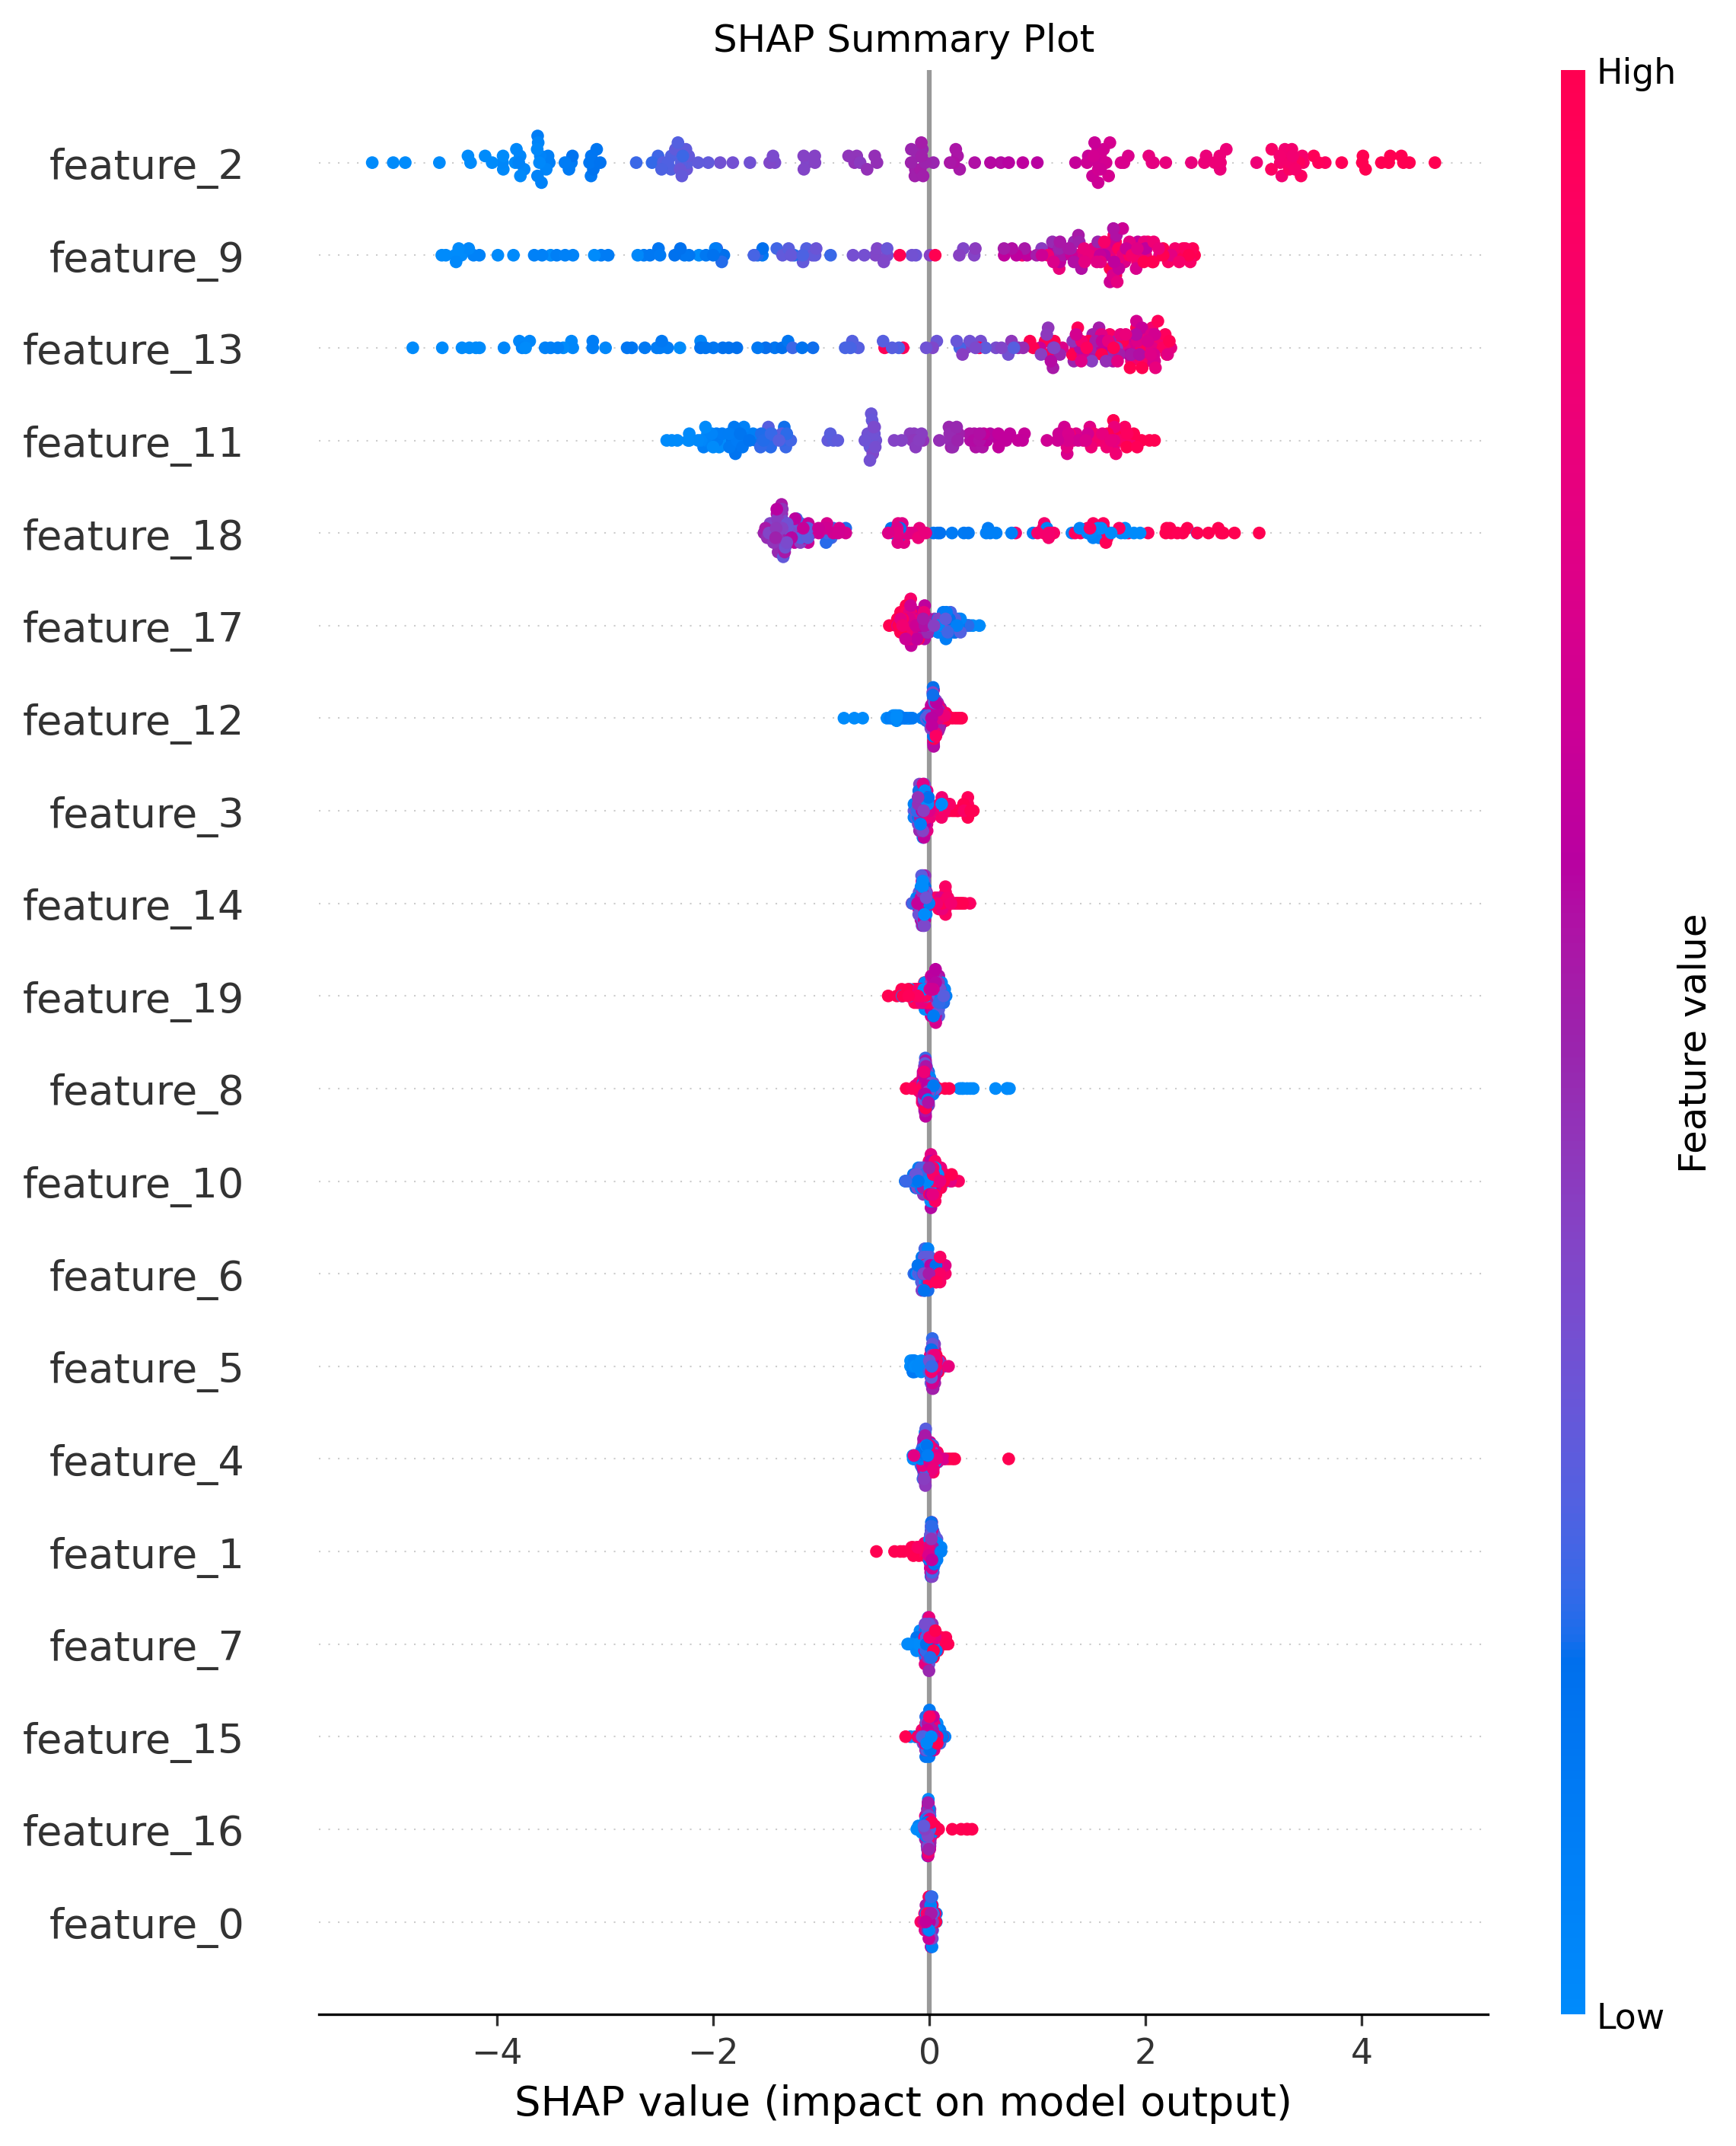 SHAP Summary Plot
High
feature_2
feature_9
feature_13
feature_11
feature_18
feature_17
feature_12
feature_3
feature_14
feature_19
feature_8
feature_10
feature_6
feature_5
feature_4
feature_1
feature_7
feature_15
feature_16
feature_0
Feature value
Low
−4 −2 0 2 4
SHAP value (impact on model output)